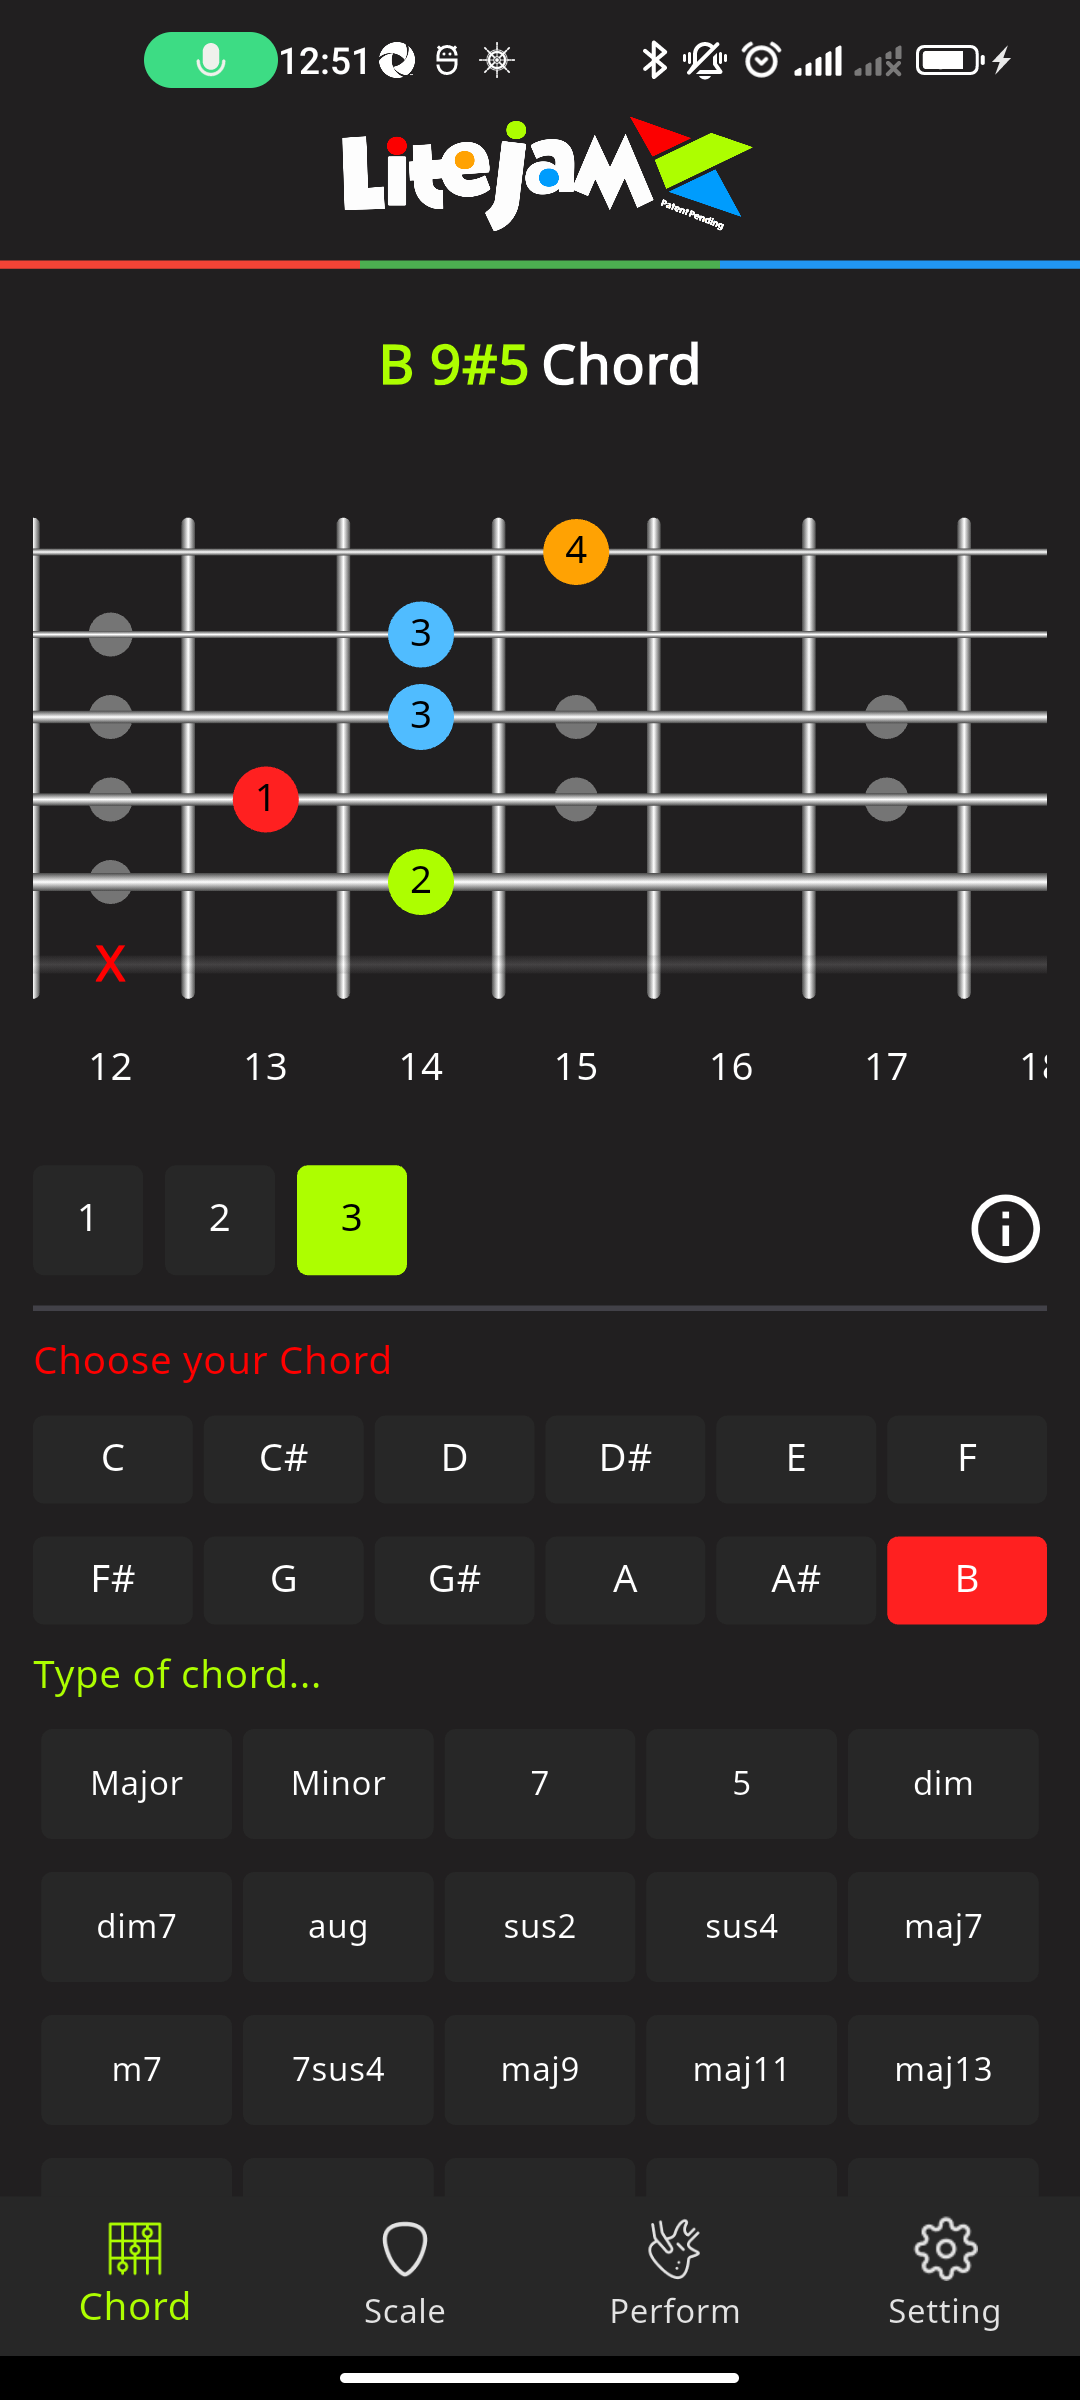 12:51
Litejam
Patent Pending
B 9#5 Chord
4
3
3
1
2
X
12 13 14 15 16 17
1 2 3
Choose your Chord
C C# D D# E F
F# G G# A A# B
Type of chord...
Major Minor 7 5 dim
dim7 aug sus2 sus4 maj7
m7 7sus4 maj9 maj11 maj13
Chord Scale Perform Setting